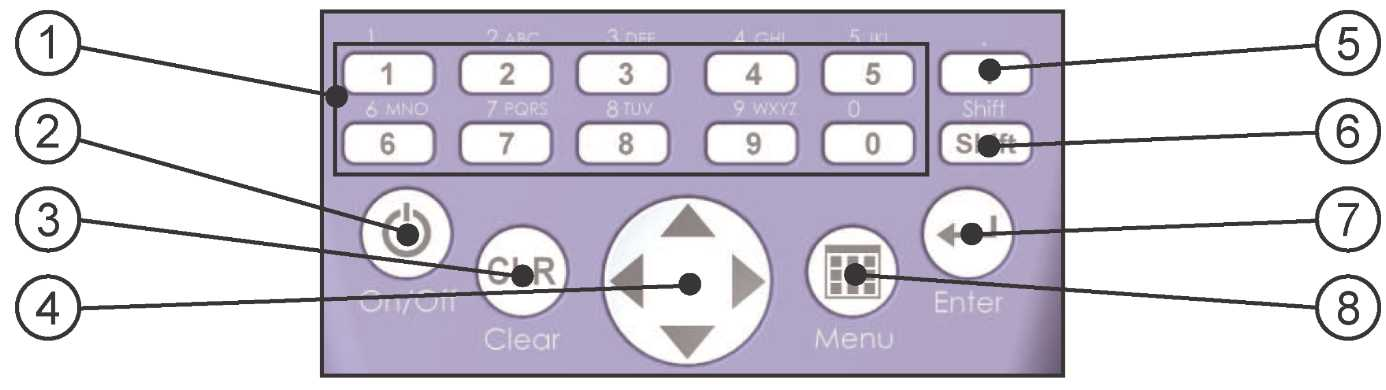 1 2 ABC 3 DEF 4 GHI 5 JKL .
1 2 3 4 5
6 MNO 7 PQRS 8 TUV 9 WXYZ 0 Shift
6 7 8 9 0 Shift
CLR
On/Off Clear Menu Enter
1
2
3
4
5
6
7
8